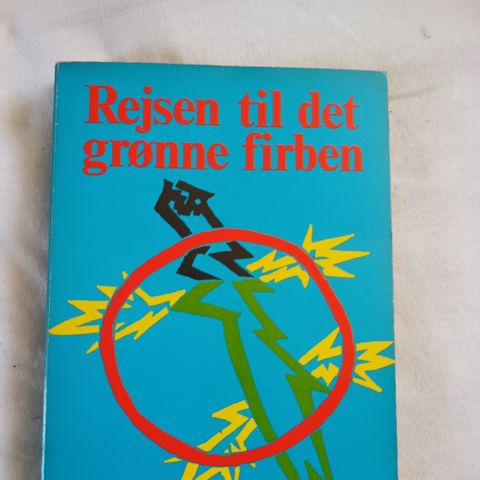 Rejsen til det
grønne firben